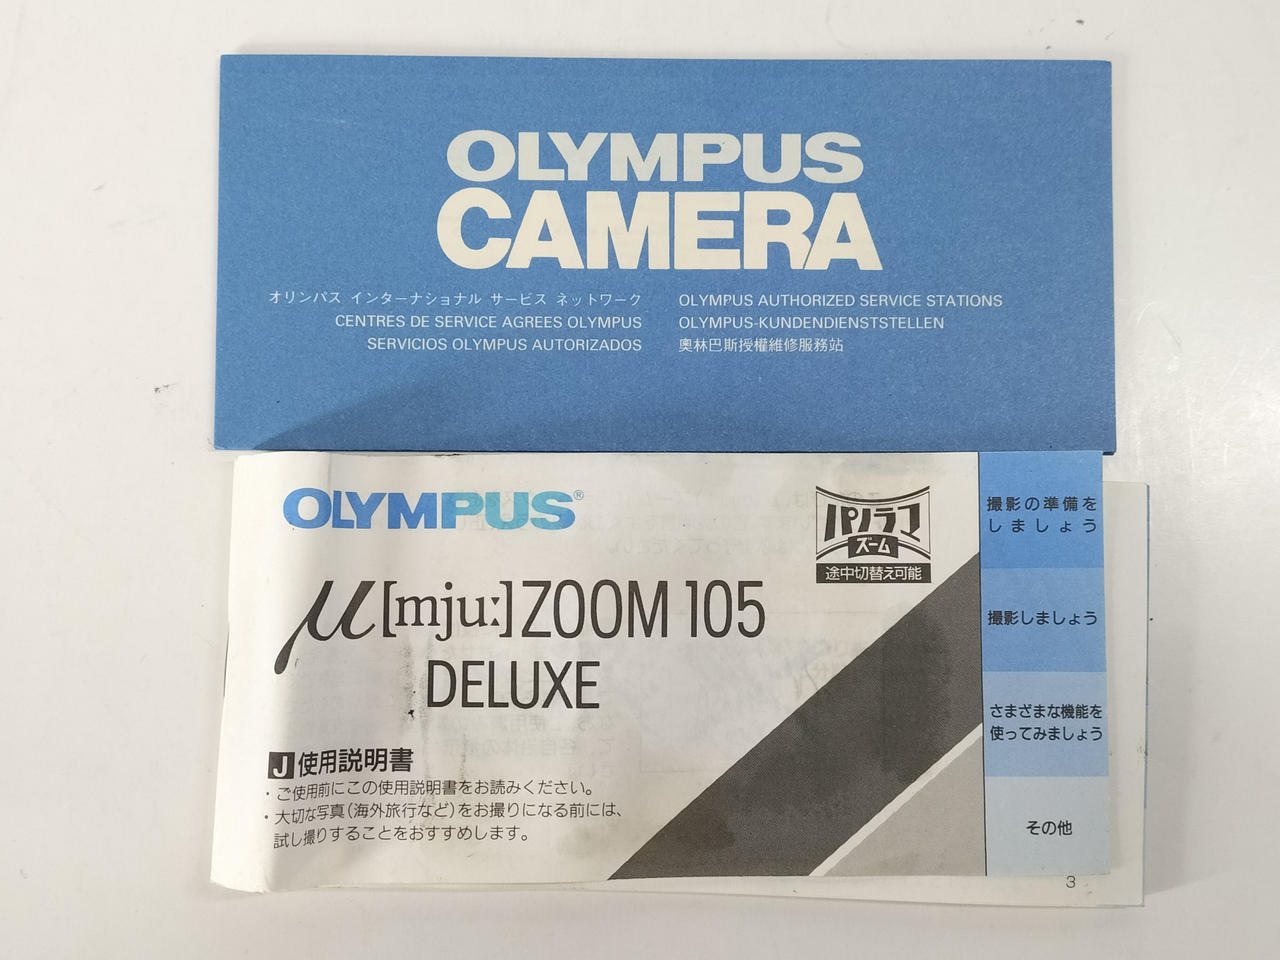 OLYMPUS
CAMERA
オリンパス インターナショナル サービス ネットワーク
CENTRES DE SERVICE AGREES OLYMPUS
SERVICIOS OLYMPUS AUTORIZADOS
OLYMPUS AUTHORIZED SERVICE STATIONS
OLYMPUS-KUNDENDIENSTSTELLEN
奧林巴斯授權維修服務站
OLYMPUS®
μ[mju:] ZOOM 105
DELUXE
パノラマ
ズーム
途中切替え可能
J 使用説明書
・ご使用前にこの使用説明書をお読みください。
・大切な写真(海外旅行など)をお撮りになる前には、
試し撮りすることをおすすめします。
撮影の準備を
しましょう
撮影しましょう
さまざまな機能を
使ってみましょう
その他
3